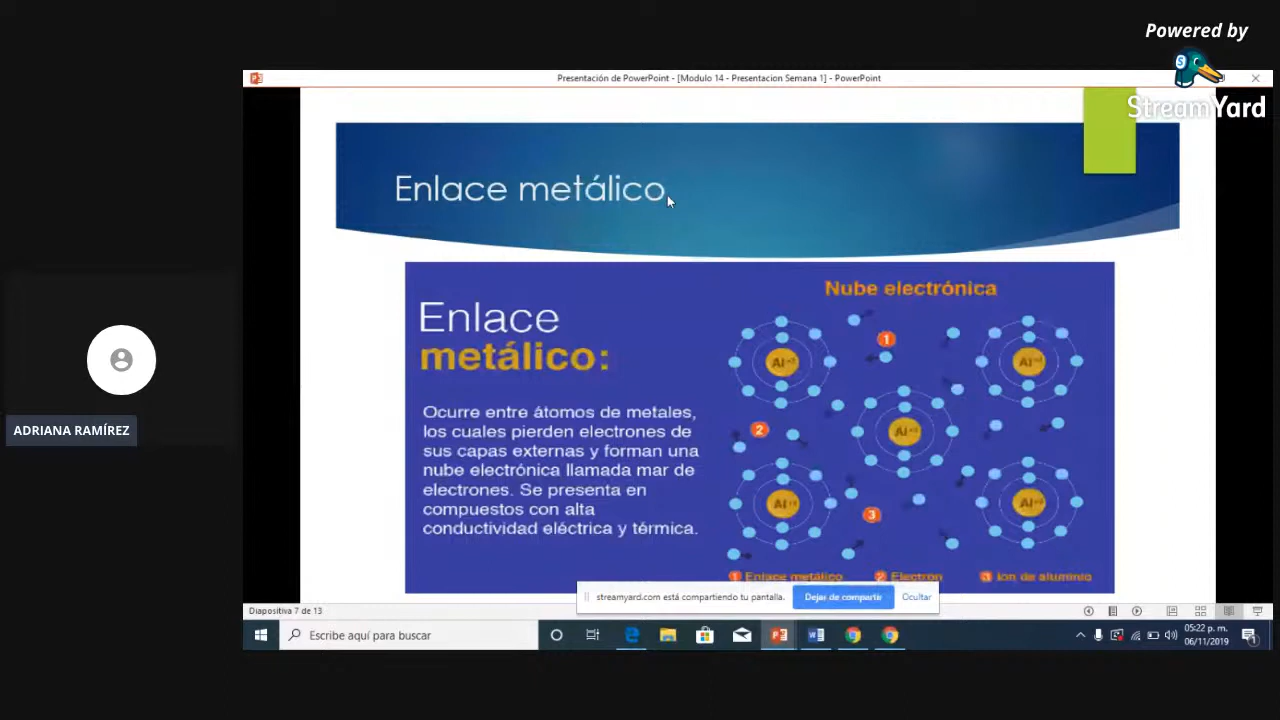 Powered by
StreamYard
Presentación de PowerPoint - [Modulo 14 - Presentacion Semana 1] - PowerPoint
Enlace metálico
Nube electrónica
Enlace
metálico:
Ocurre entre átomos de metales,
los cuales pierden electrones de
sus capas externas y forman una
nube electrónica llamada mar de
electrones. Se presenta en
compuestos con alta
conductividad eléctrica y térmica.
1
2
3
1 Enlace metálico 2 Electrón 3 Ion de aluminio
ADRIANA RAMÍREZ
streamyard.com está compartiendo tu pantalla. Dejar de compartir Ocultar
Diapositiva 7 de 13
Escribe aquí para buscar
05:22 p. m.
06/11/2019